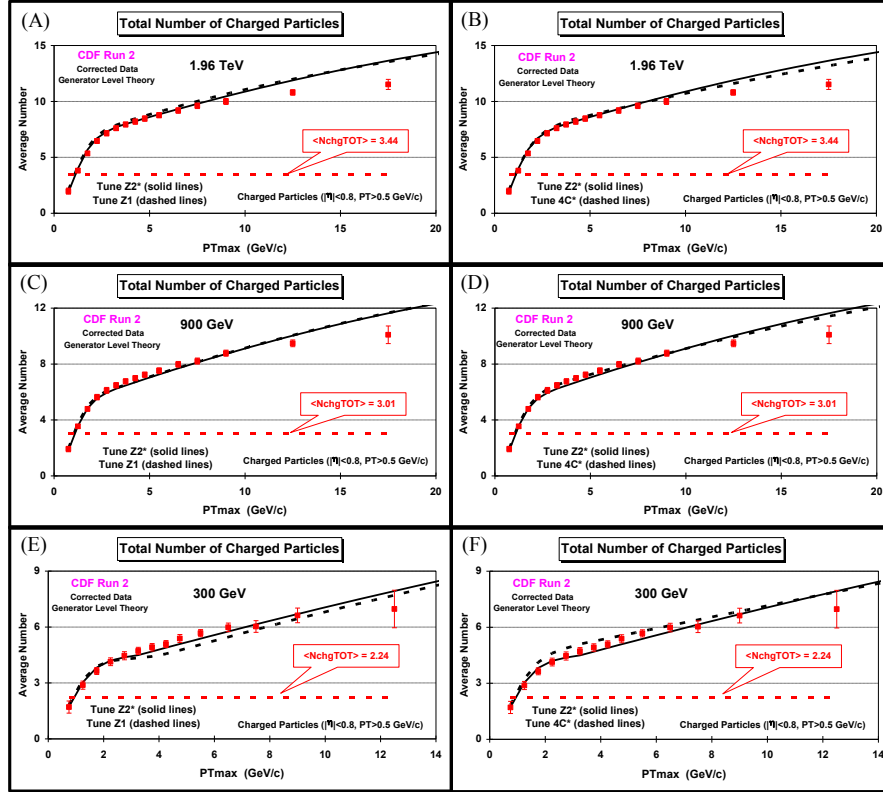 (A)
Total Number of Charged Particles
CDF Run 2
Corrected Data
Generator Level Theory
1.96 TeV
<NchgTOT> = 3.44
Tune Z2* (solid lines)
Tune Z1 (dashed lines)
Charged Particles (|η|<0.8, PT>0.5 GeV/c)
Average Number
15
10
5
0
0 5 10 15 20
PTmax (GeV/c)
(B)
Total Number of Charged Particles
CDF Run 2
Corrected Data
Generator Level Theory
1.96 TeV
<NchgTOT> = 3.44
Tune Z2* (solid lines)
Tune 4C* (dashed lines)
Charged Particles (|η|<0.8, PT>0.5 GeV/c)
Average Number
15
10
5
0
0 5 10 15 20
PTmax (GeV/c)
(C)
Total Number of Charged Particles
CDF Run 2
Corrected Data
Generator Level Theory
900 GeV
<NchgTOT> = 3.01
Tune Z2* (solid lines)
Tune Z1 (dashed lines)
Charged Particles (|η|<0.8, PT>0.5 GeV/c)
Average Number
12
8
4
0
0 5 10 15 20
PTmax (GeV/c)
(D)
Total Number of Charged Particles
CDF Run 2
Corrected Data
Generator Level Theory
900 GeV
<NchgTOT> = 3.01
Tune Z2* (solid lines)
Tune 4C* (dashed lines)
Charged Particles (|η|<0.8, PT>0.5 GeV/c)
Average Number
12
8
4
0
0 5 10 15 20
PTmax (GeV/c)
(E)
Total Number of Charged Particles
CDF Run 2
Corrected Data
Generator Level Theory
300 GeV
<NchgTOT> = 2.24
Tune Z2* (solid lines)
Tune Z1 (dashed lines)
Charged Particles (|η|<0.8, PT>0.5 GeV/c)
Average Number
9
6
3
0
0 2 4 6 8 10 12 14
PTmax (GeV/c)
(F)
Total Number of Charged Particles
CDF Run 2
Corrected Data
Generator Level Theory
300 GeV
<NchgTOT> = 2.24
Tune Z2* (solid lines)
Tune 4C* (dashed lines)
Charged Particles (|η|<0.8, PT>0.5 GeV/c)
Average Number
9
6
3
0
0 2 4 6 8 10 12 14
PTmax (GeV/c)